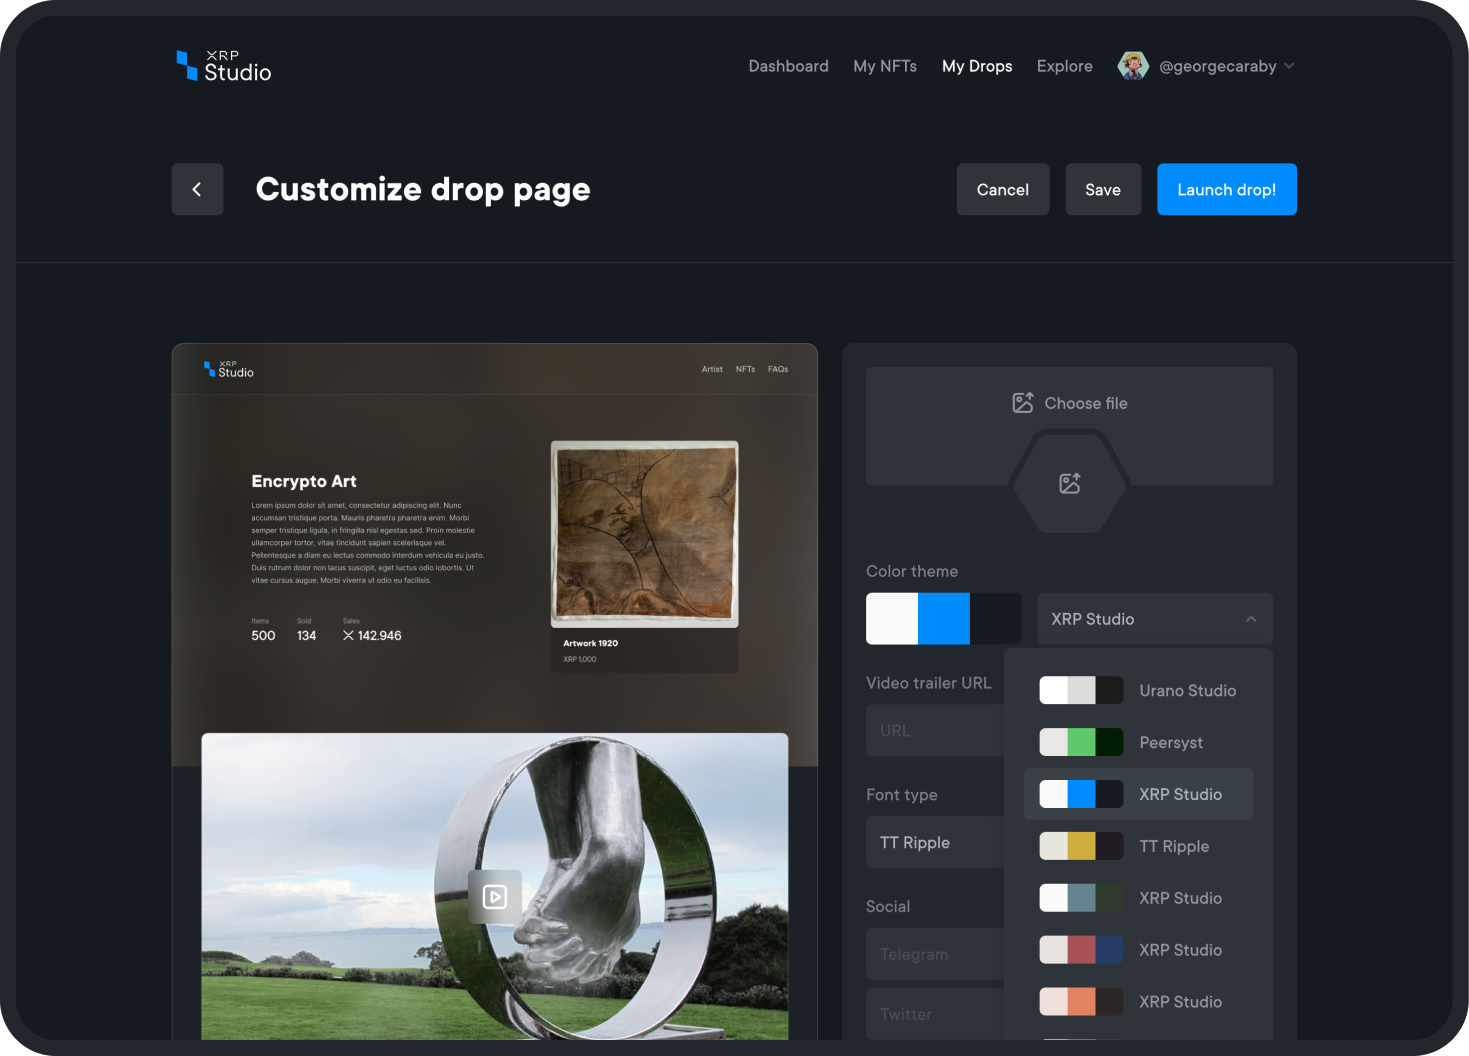 XRP
Studio
Dashboard
My NFTs
My Drops
Explore
@georgecaraby
Customize drop page
Cancel
Save
Launch drop!
XRP
Studio
Artist
NFTs
FAQs
Encrypto Art
Lorem ipsum dolor sit amet, consectetur adipiscing elit. Nunc
accumsan tristique porta. Mauris pharetra pharetra enim. Morbi
semper tristique ligula, in fringilla nisl egestas sed. Proin molestie
ullamcorper tortor, vitae tincidunt sapien scelerisque vel.
Pellentesque a diam eu lectus commodo interdum vehicula eu justo.
Duis rutrum dolor non lacus suscipit, eget luctus odio lobortis. Ut
vitae cursus augue. Morbi viverra ut odio eu facilisis.
Items
Sold
Sales
500
134
142.946
Artwork 1920
XRP 1.000
Choose file
Color theme
XRP Studio
Video trailer URL
URL
Font type
TT Ripple
Social
Telegram
Twitter
Urano Studio
Peersyst
XRP Studio
TT Ripple
XRP Studio
XRP Studio
XRP Studio